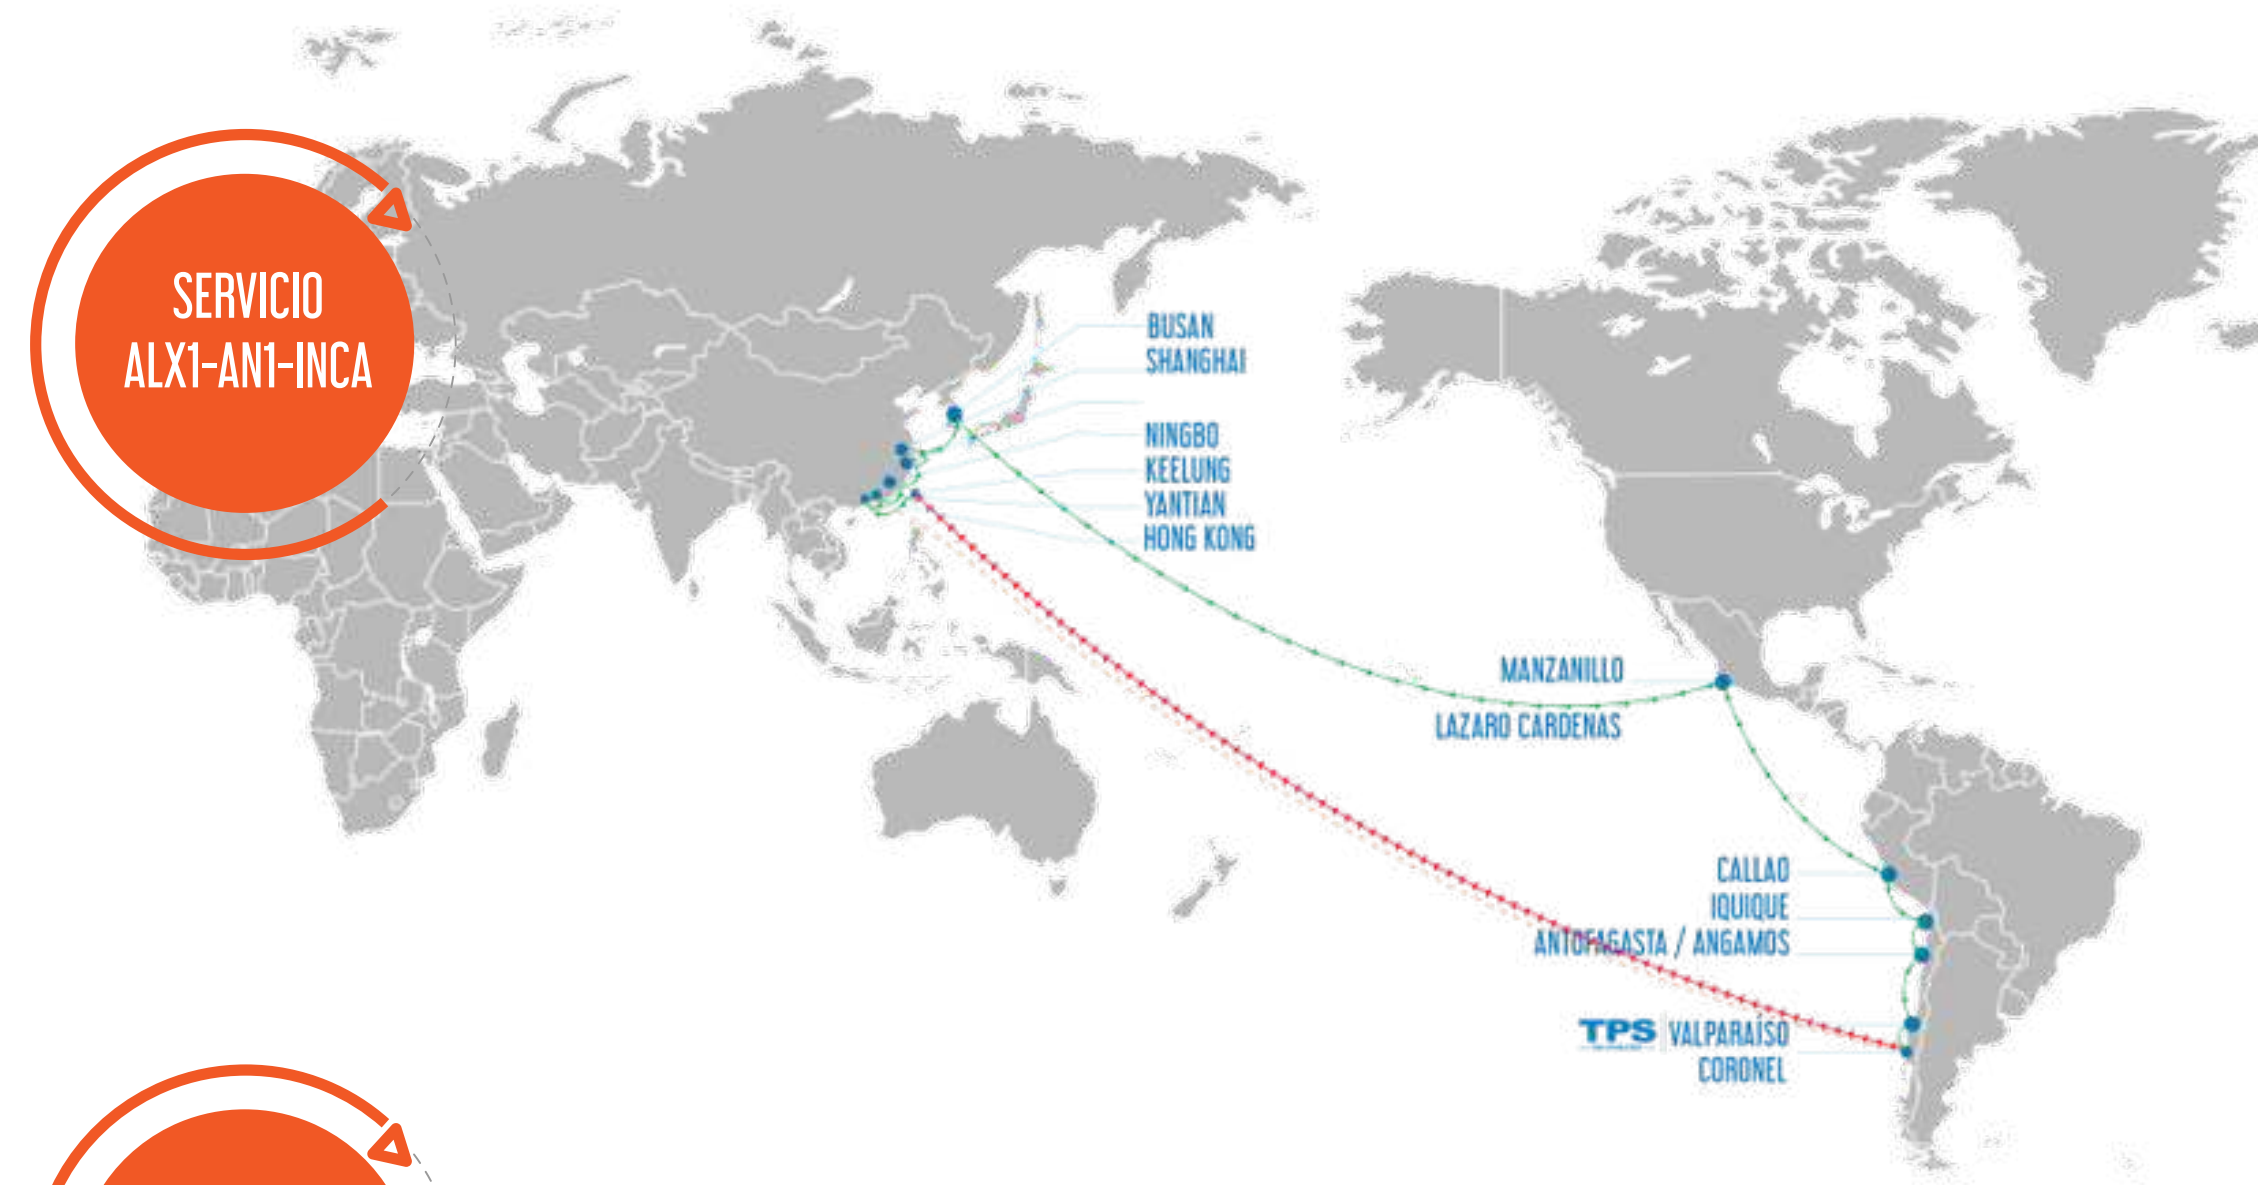 SERVICIO
ALX1-AN1-INCA
BUSAN
SHANGHAI
NINGBO
KEELUNG
YANTIAN
HONG KONG
MANZANILLO
LAZARO CARDENAS
CALLAO
IQUIQUE
ANTOFAGASTA / ANGAMOS
TPS VALPARAÍSO
CORONEL